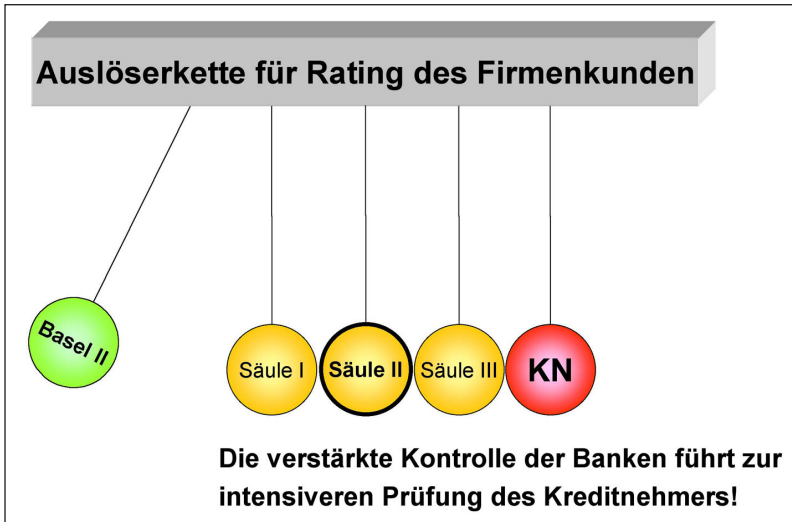 Auslöserkette für Rating des Firmenkunden
Basel II
Säule I
Säule II
Säule III
KN
Die verstärkte Kontrolle der Banken führt zur
intensiveren Prüfung des Kreditnehmers!